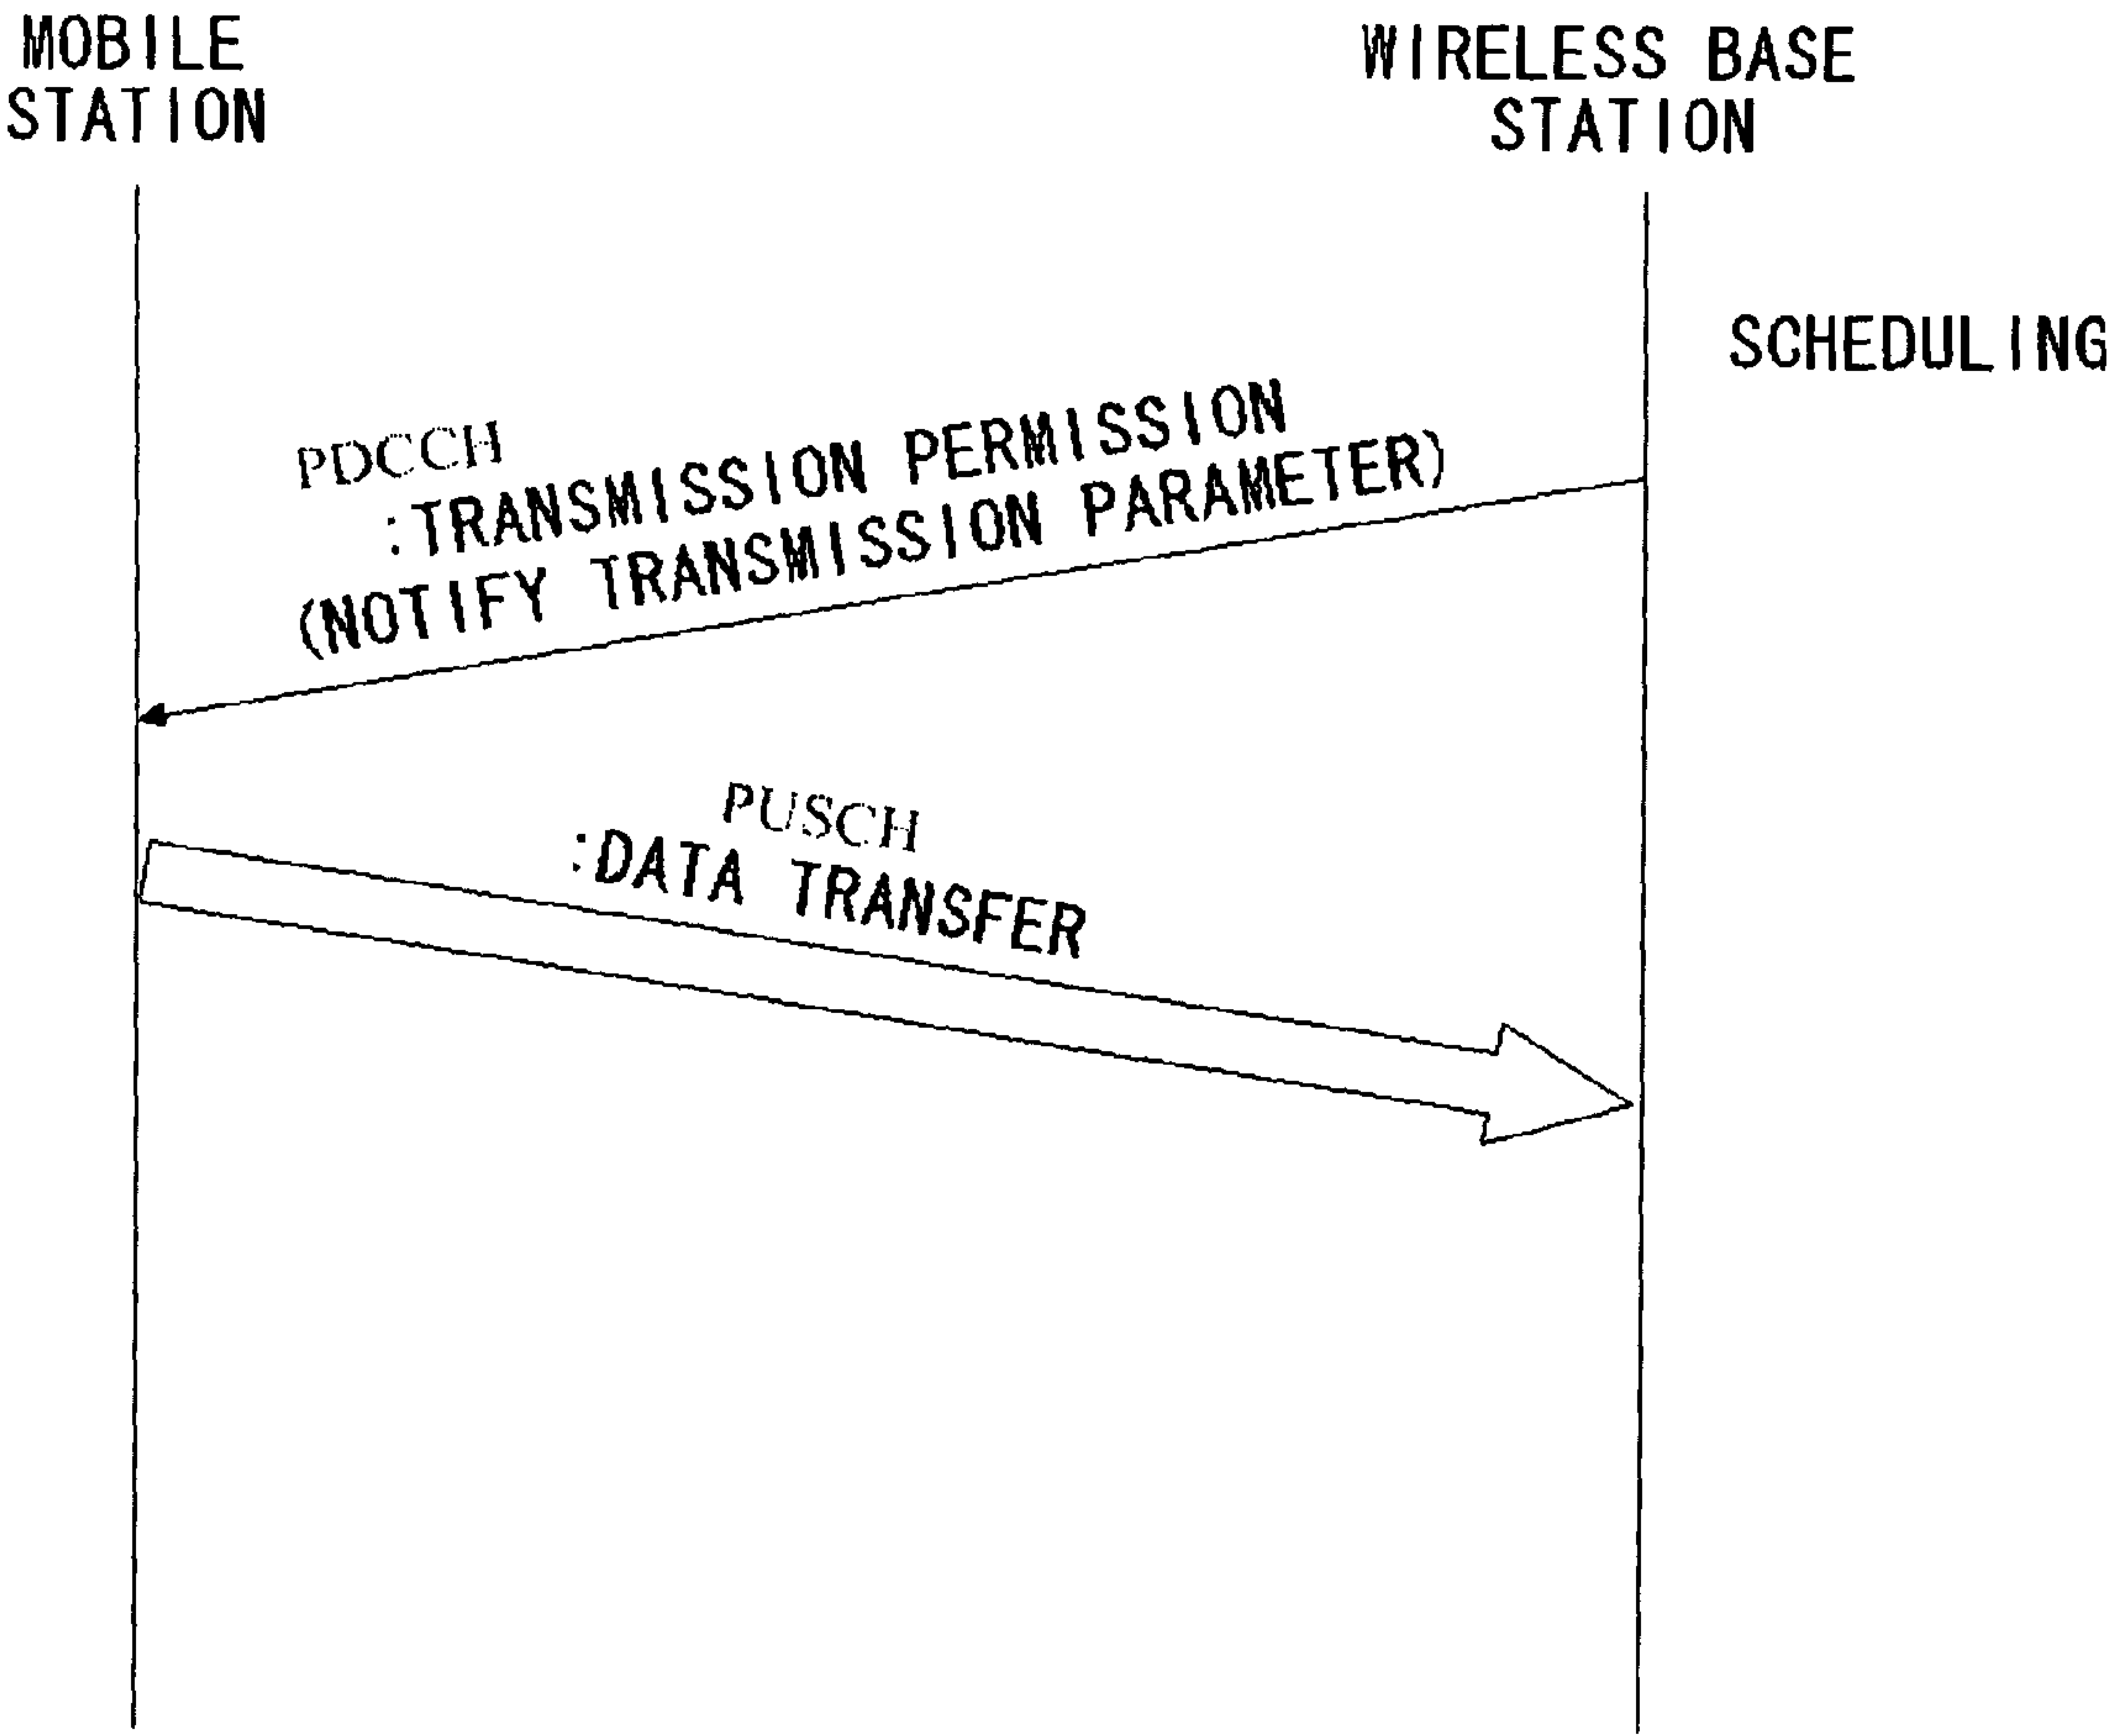 MOBILE
STATION
WIRELESS BASE
STATION
SCHEDULING
PDCCH
:TRANSMISSION PERMISSION
(NOTIFY TRANSMISSION PARAMETER)
PUSCH
:DATA TRANSFER